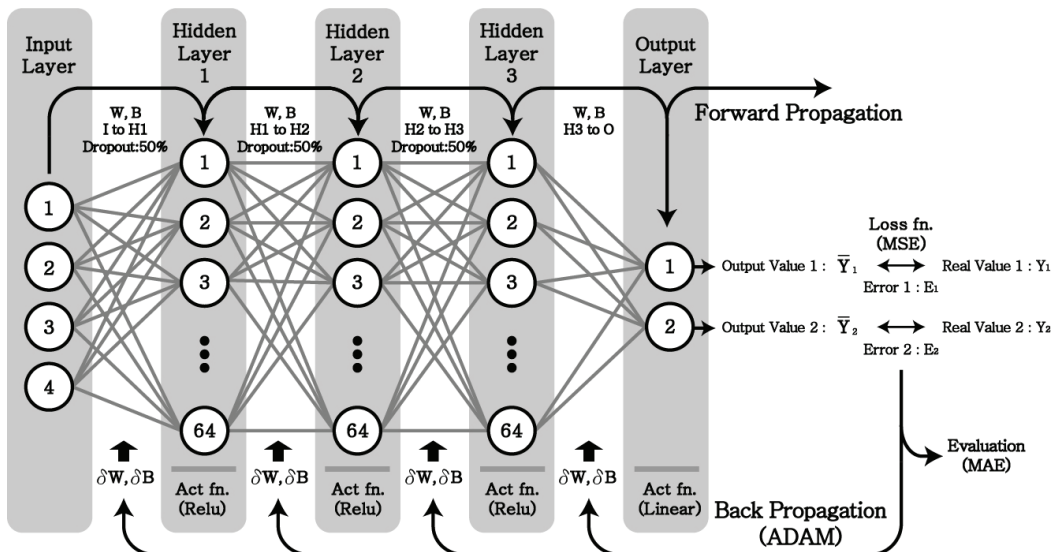 Input
Layer
Hidden
Layer
1
Hidden
Layer
2
Hidden
Layer
3
Output
Layer
W, B
I to H1
Dropout:50%
W, B
H1 to H2
Dropout:50%
W, B
H2 to H3
Dropout:50%
W, B
H3 to O
Forward Propagation
1
2
3
4
1
2
3
64
1
2
3
64
1
2
3
64
1
2
Loss fn.
(MSE)
Output Value 1 : Y̅₁
Real Value 1 : Y₁
Error 1 : E₁
Output Value 2 : Y̅₂
Real Value 2 : Y₂
Error 2 : E₂
δW, δB
δW, δB
δW, δB
δW, δB
Act fn.
(Relu)
Act fn.
(Relu)
Act fn.
(Relu)
Act fn.
(Linear)
Evaluation
(MAE)
Back Propagation
(ADAM)